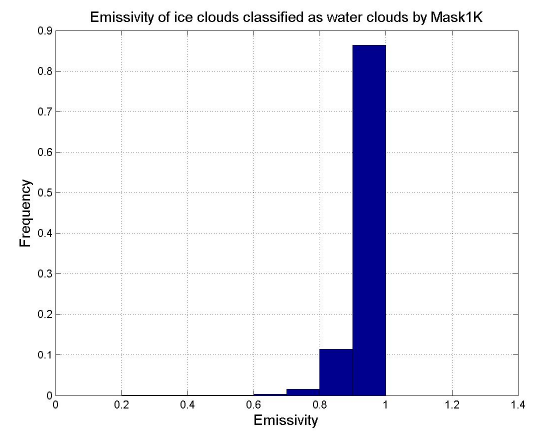 Emissivity of ice clouds classified as water clouds by Mask1K
0.9
0.8
0.7
0.6
0.5
0.4
0.3
0.2
0.1
0
Frequency
0 0.2 0.4 0.6 0.8 1 1.2 1.4
Emissivity